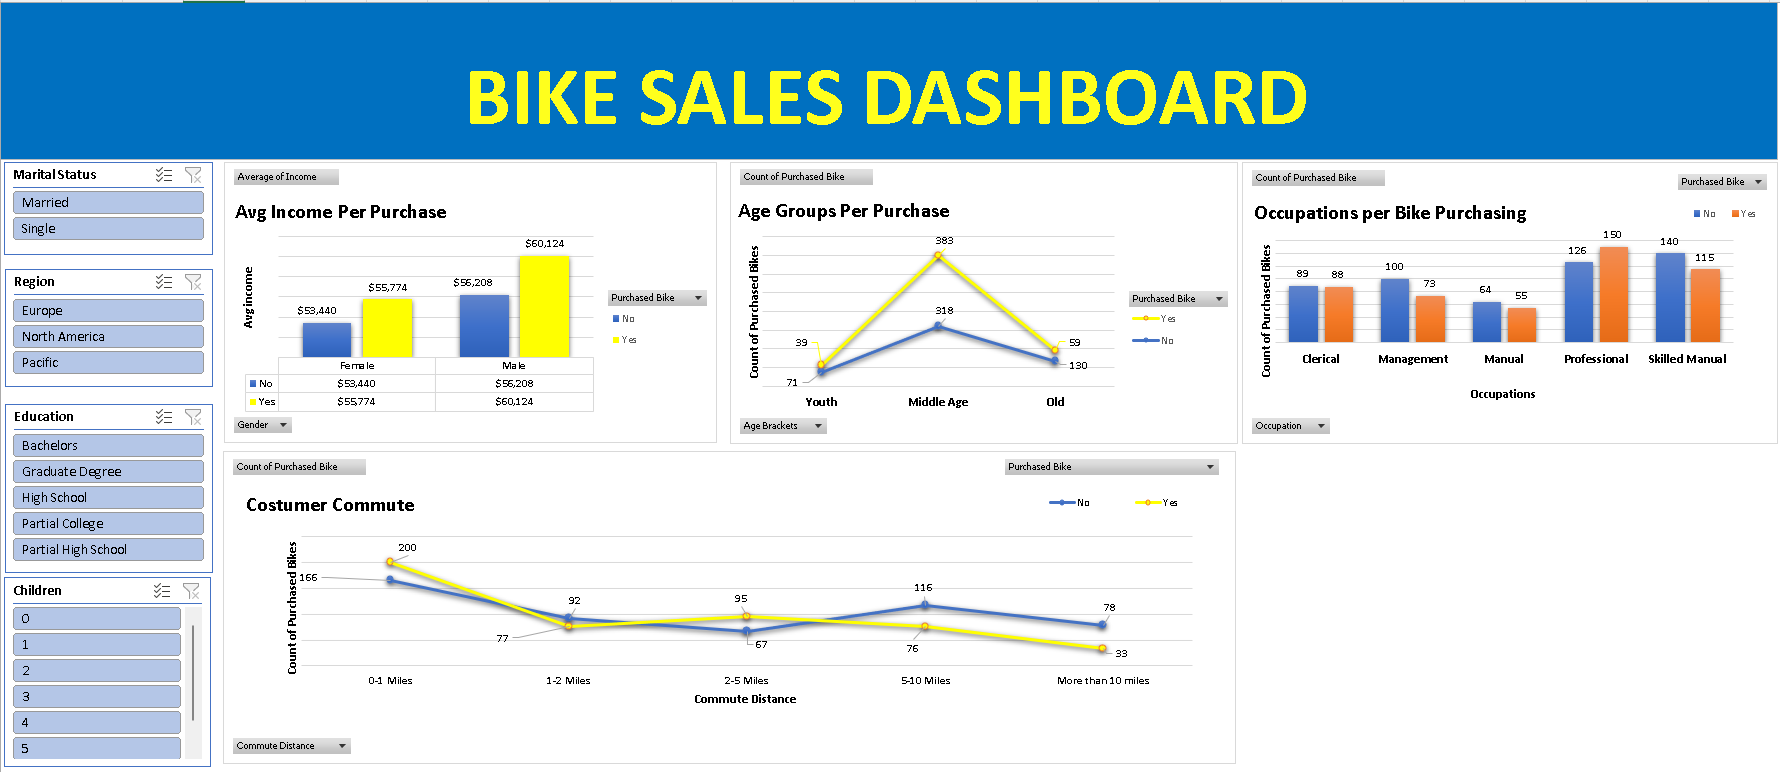 BIKE SALES DASHBOARD
Marital Status
Married
Single
Region
Europe
North America
Pacific
Education
Bachelors
Graduate Degree
High School
Partial College
Partial High School
Children
0
1
2
3
4
5
Average of Income
Avg Income Per Purchase
Avg income
$53,440
$55,774
$56,208
$60,124
Female Male
No $53,440 $56,208
Yes $55,774 $60,124
Purchased Bike
No
Yes
Gender
Count of Purchased Bike
Age Groups Per Purchase
Count of Purchased Bikes
383
318
39
71
59
130
Youth Middle Age Old
Purchased Bike
Yes
No
Age Brackets
Count of Purchased Bike
Purchased Bike
Occupations per Bike Purchasing
No Yes
Count of Purchased Bikes
89 88 100 73 64 55 126 150 140 115
Clerical Management Manual Professional Skilled Manual
Occupations
Occupation
Count of Purchased Bike
Purchased Bike
Costumer Commute
No Yes
Count of Purchased Bikes
200
166
92
77
95
67
116
76
78
33
0-1 Miles 1-2 Miles 2-5 Miles 5-10 Miles More than 10 miles
Commute Distance
Commute Distance